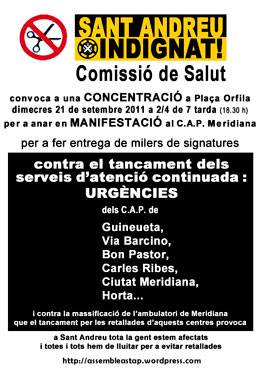 SANT ANDREU
INDIGNAT!
Comissió de Salut
convoca a una CONCENTRACIÓ a Plaça Orfila
dimecres 21 de setembre 2011 a 2/4 de 7 tarda (18.30 h)
per a anar en MANIFESTACIÓ al C.A.P. Meridiana
per a fer entrega de milers de signatures
contra el tancament dels
serveis d'atenció continuada :
URGÈNCIES
dels C.A.P. de
Guineueta,
Via Barcino,
Bon Pastor,
Carles Ribes,
Ciutat Meridiana,
Horta...
i contra la massificació de l'ambulatori de Meridiana
que el tancament per les retallades d'aquests centres provoca
a Sant Andreu tota la gent estem afectats
i totes i tots hem de lluitar per a evitar retallades
http://assembleastap.wordpress.com